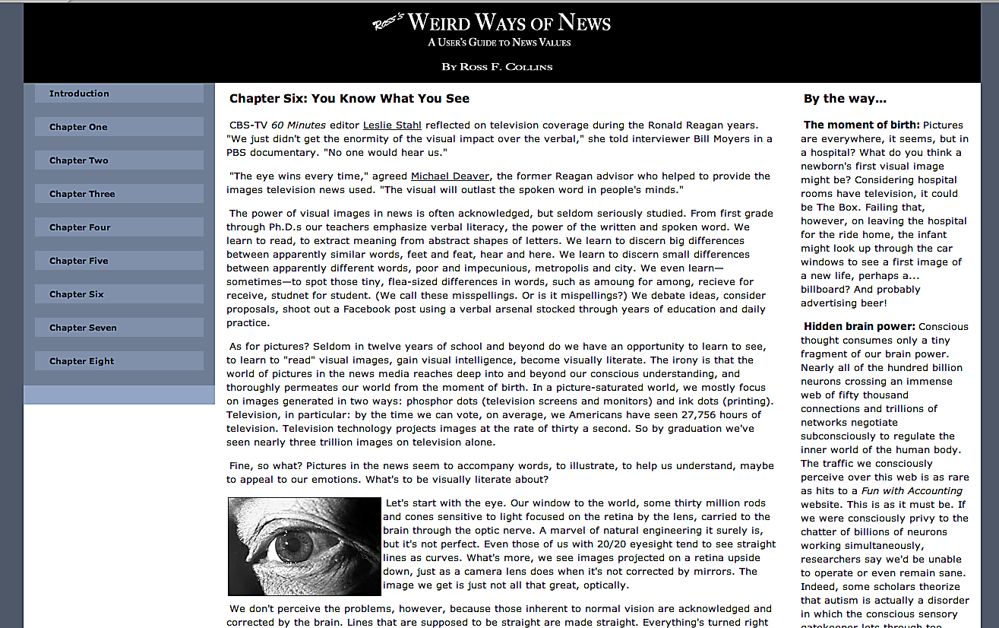 Ross's WEIRD WAYS OF NEWS
A USER'S GUIDE TO NEWS VALUES
BY ROSS F. COLLINS
Introduction
Chapter One
Chapter Two
Chapter Three
Chapter Four
Chapter Five
Chapter Six
Chapter Seven
Chapter Eight
Chapter Six: You Know What You See
CBS-TV 60 Minutes editor Leslie Stahl reflected on television coverage during the Ronald Reagan years.
"We just didn't get the enormity of the visual impact over the verbal," she told interviewer Bill Moyers in a
PBS documentary. "No one would hear us."
"The eye wins every time," agreed Michael Deaver, the former Reagan advisor who helped to provide the
images television news used. "The visual will outlast the spoken word in people's minds."
The power of visual images in news is often acknowledged, but seldom seriously studied. From first grade
through Ph.D.s our teachers emphasize verbal literacy, the power of the written and spoken word. We
learn to read, to extract meaning from abstract shapes of letters. We learn to discern big differences
between apparently similar words, feet and feat, hear and here. We learn to discern small differences
between apparently different words, poor and impecunious, metropolis and city. We even learn—
sometimes—to spot those tiny, flea-sized differences in words, such as amoung for among, recieve for
receive, studnet for student. (We call these misspellings. Or is it mispellings?) We debate ideas, consider
proposals, shoot out a Facebook post using a verbal arsenal stocked through years of education and daily
practice.
As for pictures? Seldom in twelve years of school and beyond do we have an opportunity to learn to see,
to learn to "read" visual images, gain visual intelligence, become visually literate. The irony is that the
world of pictures in the news media reaches deep into and beyond our conscious understanding, and
thoroughly permeates our world from the moment of birth. In a picture-saturated world, we mostly focus
on images generated in two ways: phosphor dots (television screens and monitors) and ink dots (printing).
Television, in particular: by the time we can vote, on average, we Americans have seen 27,756 hours of
television. Television technology projects images at the rate of thirty a second. So by graduation we've
seen nearly three trillion images on television alone.
Fine, so what? Pictures in the news seem to accompany words, to illustrate, to help us understand, maybe
to appeal to our emotions. What's to be visually literate about?
Let's start with the eye. Our window to the world, some thirty million rods
and cones sensitive to light focused on the retina by the lens, carried to the
brain through the optic nerve. A marvel of natural engineering it surely is,
but it's not perfect. Even those of us with 20/20 eyesight tend to see straight
lines as curves. What's more, we see images projected on a retina upside
down, just as a camera lens does when it's not corrected by mirrors. The
image we get is just not all that great, optically.
We don't perceive the problems, however, because those inherent to normal vision are acknowledged and
corrected by the brain. Lines that are supposed to be straight are made straight. Everything's turned right
By the way...
The moment of birth: Pictures
are everywhere, it seems, but in
a hospital? What do you think a
newborn's first visual image
might be? Considering hospital
rooms have television, it could
be The Box. Failing that,
however, on leaving the hospital
for the ride home, the infant
might look up through the car
windows to see a first image of
a new life, perhaps a...
billboard? And probably
advertising beer!
Hidden brain power: Conscious
thought consumes only a tiny
fragment of our brain power.
Nearly all of the hundred billion
neurons crossing an immense
web of fifty thousand
connections and trillions of
networks negotiate
subconsciously to regulate the
inner world of the human body.
The traffic we consciously
perceive over this web is as rare
as hits to a Fun with Accounting
website. This is as it must be. If
we were consciously privy to the
chatter of billions of neurons
working simultaneously,
researchers say we'd be unable
to operate or even remain sane.
Indeed, some scholars theorize
that autism is actually a disorder
in which the conscious sensory
gatekeeper lets through too